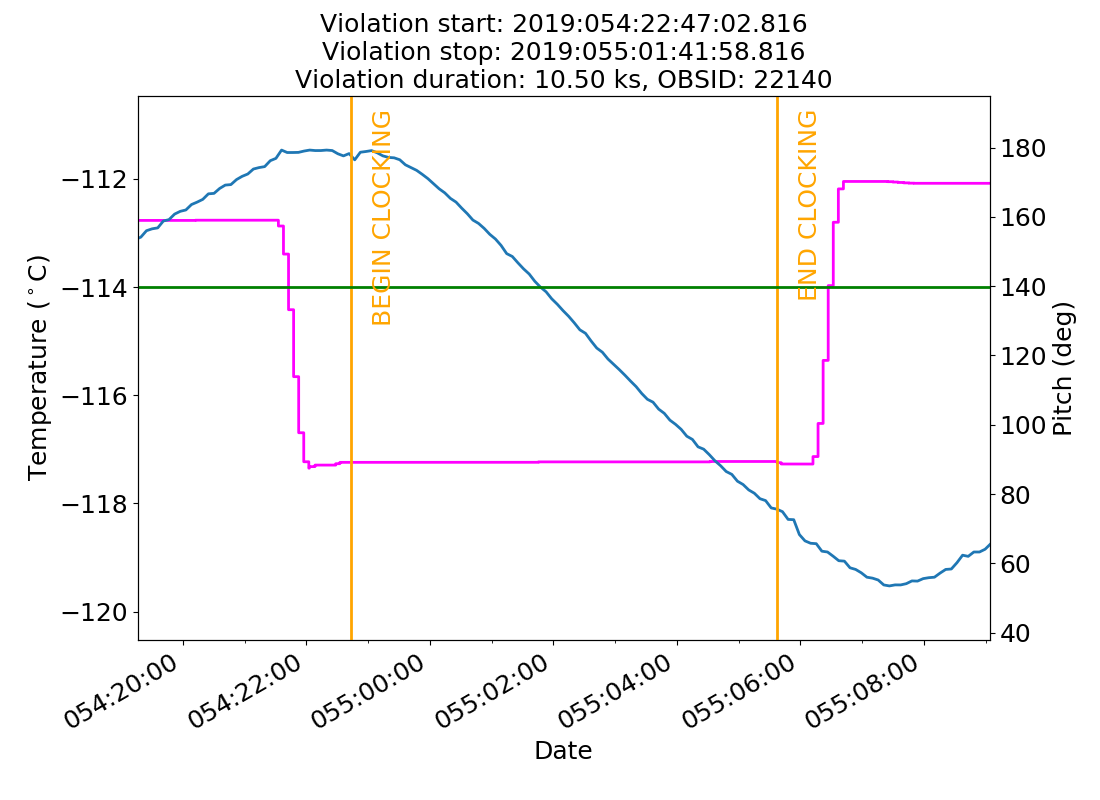 Violation start: 2019:054:22:47:02.816
Violation stop: 2019:055:01:41:58.816
Violation duration: 10.50 ks, OBSID: 22140
BEGIN CLOCKING
END CLOCKING
Temperature (°C)
−112
−114
−116
−118
−120
180
160
140
120
100
80
60
40
Pitch (deg)
054:20:00
054:22:00
055:00:00
055:02:00
055:04:00
055:06:00
055:08:00
Date